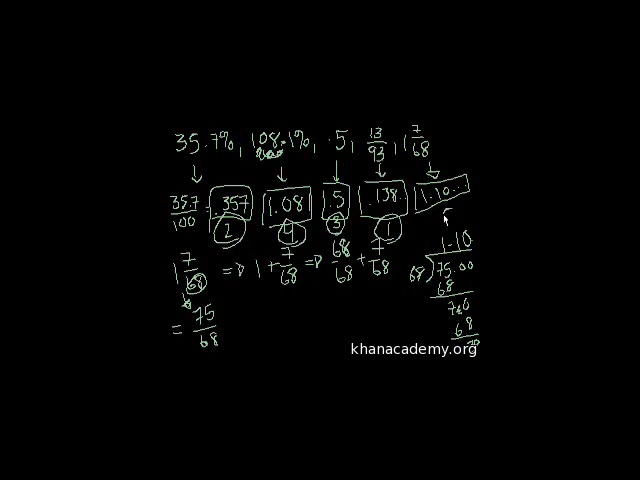 35.7%, 108.1%, .5, 13/93, 1 7/68
35.7/100 = .357 1.08 .5 .138.. 1.10...
2 4 3 1
1 7/68 => 1 + 7/68 => 68/68 + 7/68
= 75/68
1.10
68 75.00
68
70
68
khanacademy.org